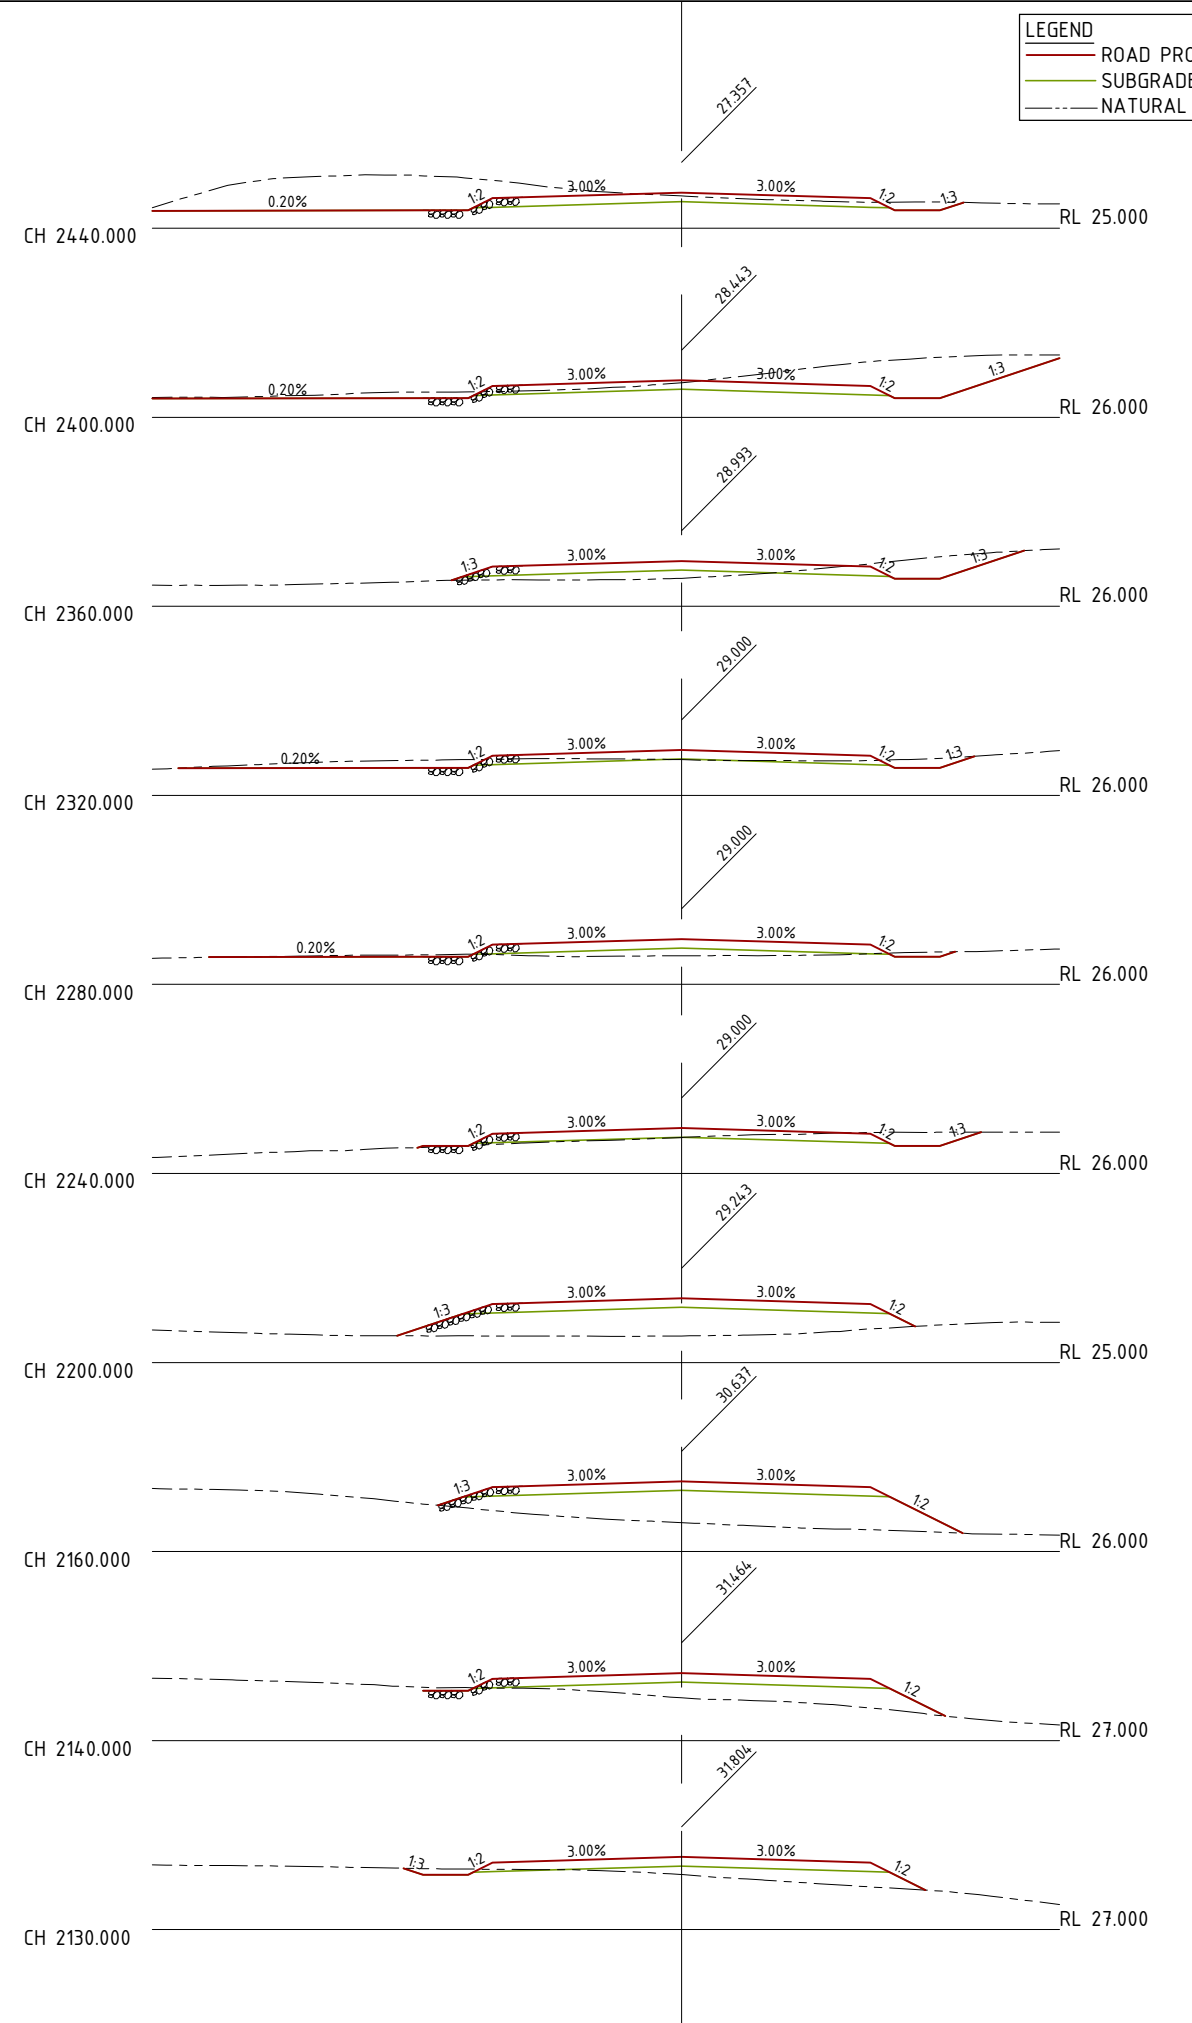 LEGEND
ROAD PRO
SUBGRADE
NATURAL
27.357
0.20% 1:2 3.00% 3.00% 1:2 1:3
CH 2440.000 RL 25.000
28.443
0.20% 1:2 3.00% 3.00% 1:2 1:3
CH 2400.000 RL 26.000
28.993
1:3 3.00% 3.00% 1:2 1:3
CH 2360.000 RL 26.000
29.000
0.20% 1:2 3.00% 3.00% 1:2 1:3
CH 2320.000 RL 26.000
29.000
0.20% 1:2 3.00% 3.00% 1:2
CH 2280.000 RL 26.000
29.000
1:2 3.00% 3.00% 1:2 1:3
CH 2240.000 RL 26.000
29.243
1:3 3.00% 3.00% 1:2
CH 2200.000 RL 25.000
30.637
1:3 3.00% 3.00% 1:2
CH 2160.000 RL 26.000
31.464
1:2 3.00% 3.00% 1:2
CH 2140.000 RL 27.000
31.804
1:3 1:2 3.00% 3.00% 1:2
CH 2130.000 RL 27.000